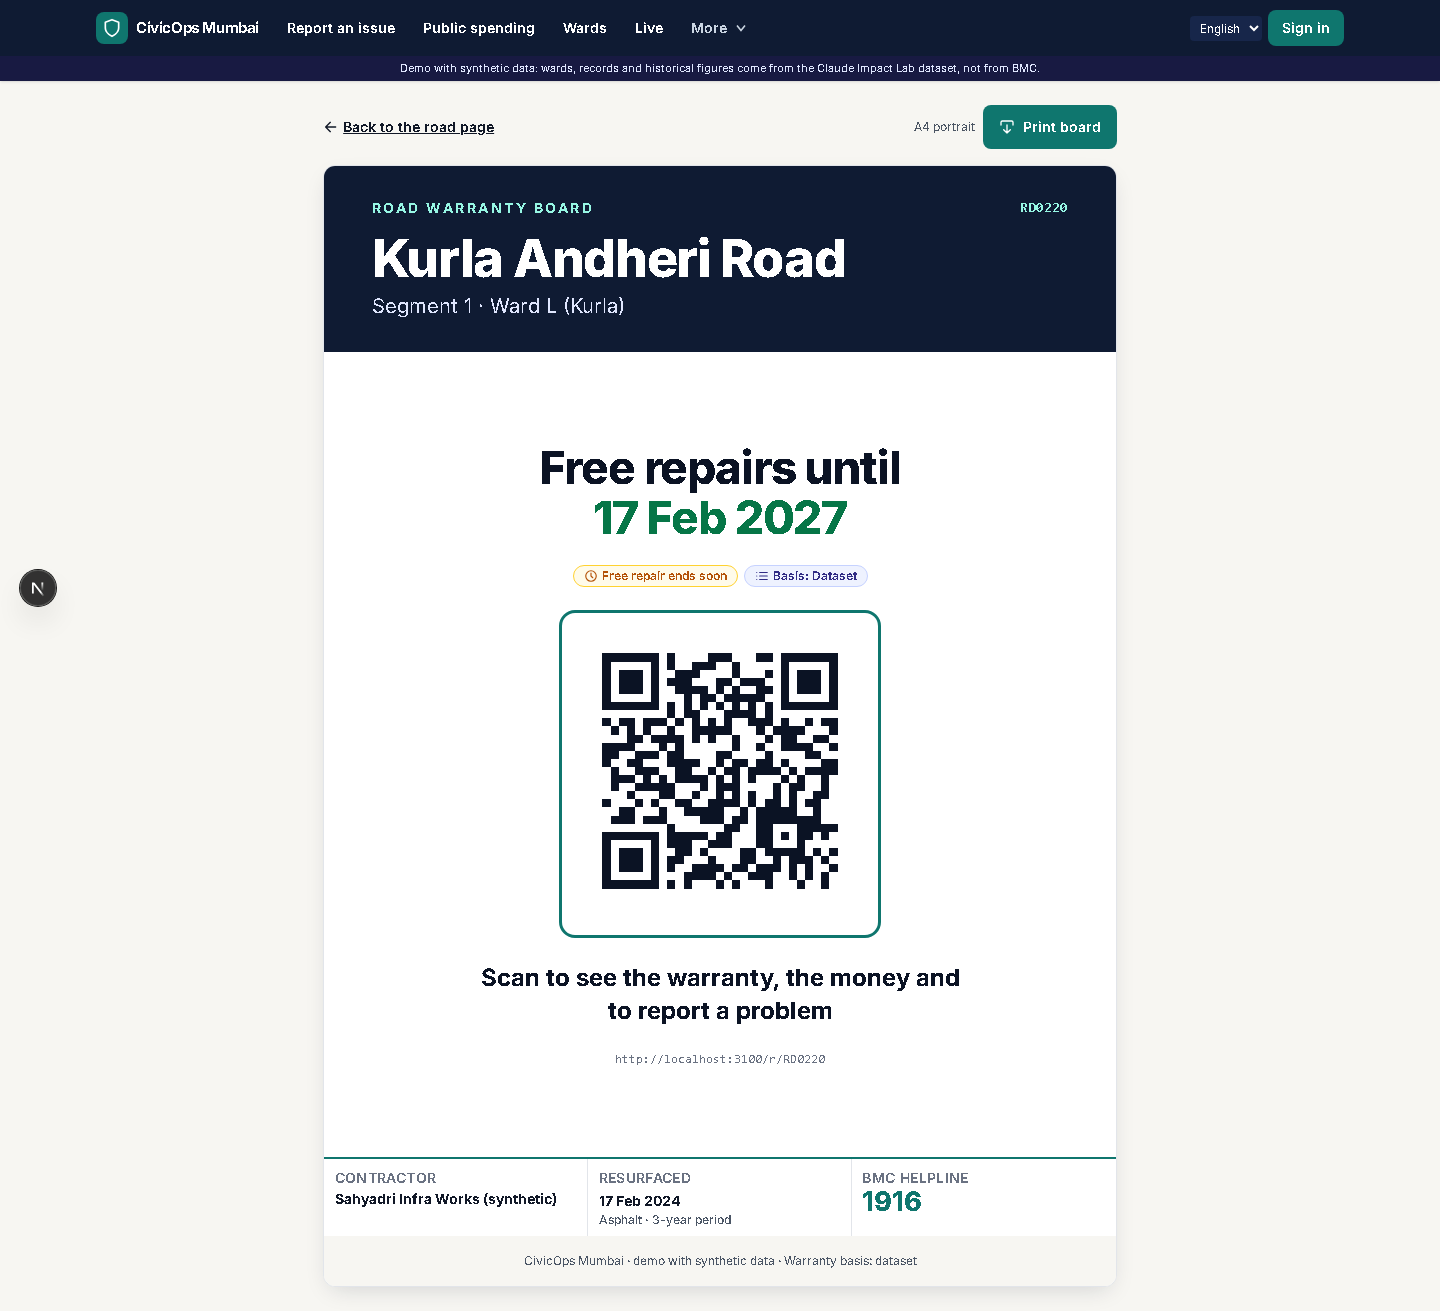 CivicOps Mumbai
Report an issue
Public spending
Wards
Live
More
English
Sign in
Demo with synthetic data: wards, records and historical figures come from the Claude Impact Lab dataset, not from BMC.
← Back to the road page
A4 portrait
Print board
ROAD WARRANTY BOARD
RD0220
Kurla Andheri Road
Segment 1 · Ward L (Kurla)
Free repairs until
17 Feb 2027
Free repair ends soon
Basis: Dataset
N
Scan to see the warranty, the money and
to report a problem
http://localhost:3100/r/RD0220
CONTRACTOR
Sahyadri Infra Works (synthetic)
RESURFACED
17 Feb 2024
Asphalt · 3-year period
BMC HELPLINE
1916
CivicOps Mumbai · demo with synthetic data · Warranty basis: dataset